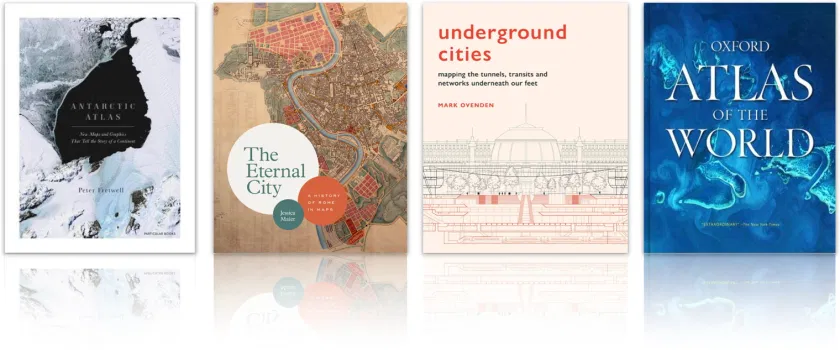 ANTARCTIC
ATLAS
New Maps and Graphics
That Tell the Story of a Continent
Peter Fretwell
PARTICULAR BOOKS
The
Eternal
City
A HISTORY
OF ROME
IN MAPS
Jessica
Maier
underground
cities
mapping the tunnels, transits and
networks underneath our feet
MARK OVENDEN
OXFORD
ATLAS
OF THE
WORLD
"EXTRAORDINARY" -The New York Times